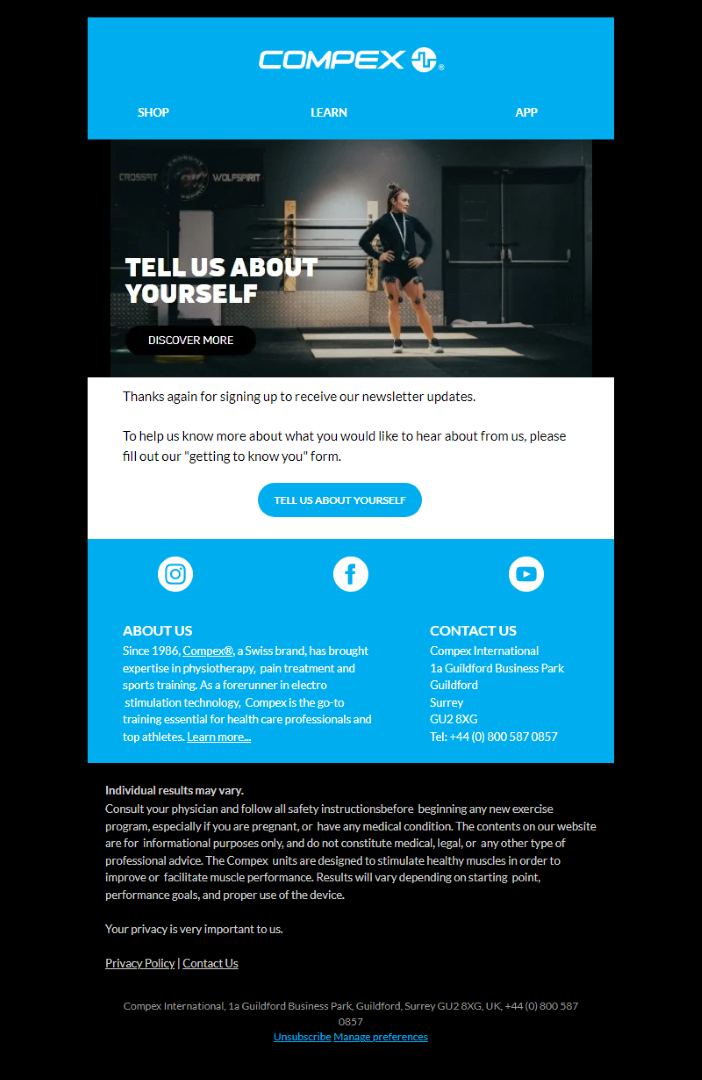 COMPEX ®
SHOP LEARN APP
CROSSFIT WOLFSPIRIT
TELL US ABOUT
YOURSELF
DISCOVER MORE
Thanks again for signing up to receive our newsletter updates.
To help us know more about what you would like to hear about from us, please
fill out our "getting to know you" form.
TELL US ABOUT YOURSELF
ABOUT US
Since 1986, Compex®, a Swiss brand, has brought
expertise in physiotherapy, pain treatment and
sports training. As a forerunner in electro
stimulation technology, Compex is the go-to
training essential for health care professionals and
top athletes. Learn more...
CONTACT US
Compex International
1a Guildford Business Park
Guildford
Surrey
GU2 8XG
Tel: +44 (0) 800 587 0857
Individual results may vary.
Consult your physician and follow all safety instructionsbefore beginning any new exercise
program, especially if you are pregnant, or have any medical condition. The contents on our website
are for informational purposes only, and do not constitute medical, legal, or any other type of
professional advice. The Compex units are designed to stimulate healthy muscles in order to
improve or facilitate muscle performance. Results will vary depending on starting point,
performance goals, and proper use of the device.
Your privacy is very important to us.
Privacy Policy | Contact Us
Compex International, 1a Guildford Business Park, Guildford, Surrey GU2 8XG, UK, +44 (0) 800 587
0857
Unsubscribe Manage preferences